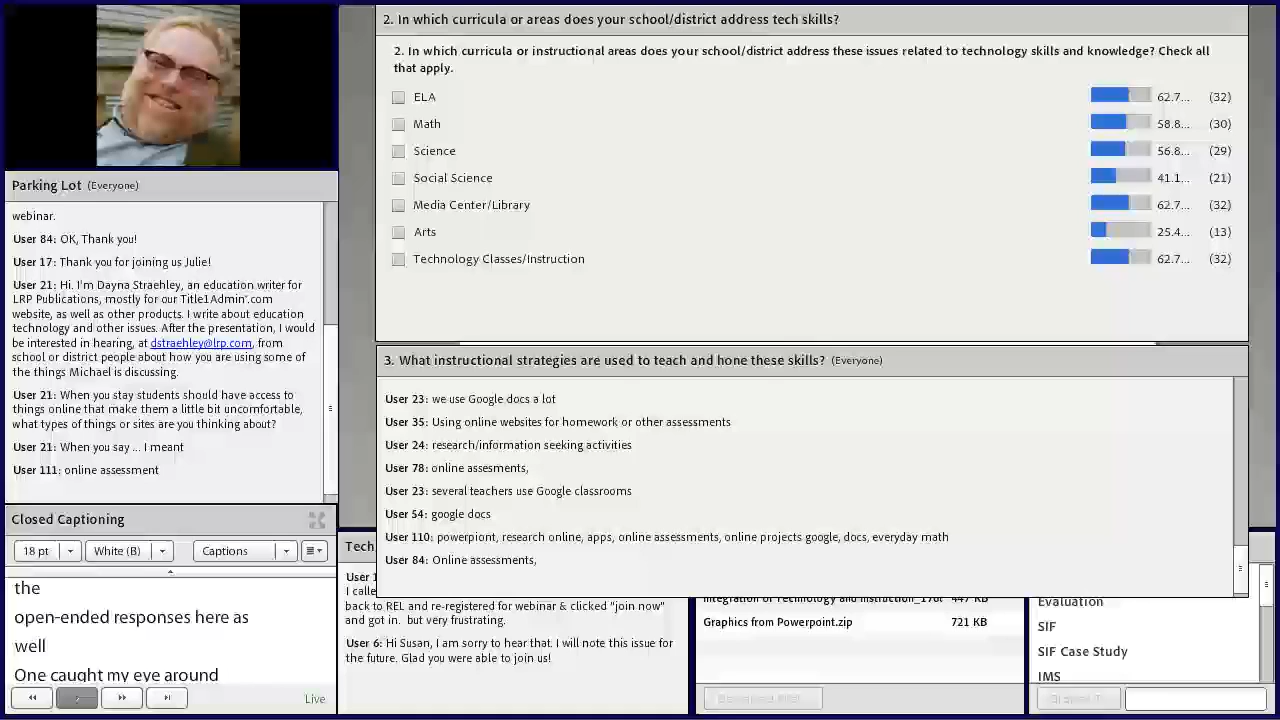 2. In which curricula or areas does your school/district address tech skills?
2. In which curricula or instructional areas does your school/district address these issues related to technology skills and knowledge? Check all
that apply.
ELA 62.7... (32)
Math 58.8... (30)
Science 56.8... (29)
Social Science 41.1... (21)
Media Center/Library 62.7... (32)
Arts 25.4... (13)
Technology Classes/Instruction 62.7... (32)
Parking Lot (Everyone)
webinar.
User 84: OK, Thank you!
User 17: Thank you for joining us Julie!
User 21: Hi. I'm Dayna Straehley, an education writer for
LRP Publications, mostly for our Title1Admin.com
website, as well as other products. I write about education
technology and other issues. After the presentation, I would
be interested in hearing, at dstraehley@lrp.com, from
school or district people about how you are using some of
the things Michael is discussing.
User 21: When you stay students should have access to
things online that make them a little bit uncomfortable,
what types of things or sites are you thinking about?
User 21: When you say ... I meant
User 111: online assessment
3. What instructional strategies are used to teach and hone these skills? (Everyone)
User 23: we use Google docs a lot
User 35: Using online websites for homework or other assessments
User 24: research/information seeking activities
User 78: online assesments,
User 23: several teachers use Google classrooms
User 54: google docs
User 110: powerpiont, research online, apps, online assessments, online projects google, docs, everyday math
User 84: Online assessments,
Closed Captioning
18 pt White (B) Captions
the
open-ended responses here as
well
One caught my eye around
Live
Tech
User 1
I calle
back to REL and re-registered for webinar & clicked "join now"
and got in. but very frustrating.
User 6: Hi Susan, I am sorry to hear that. I will note this issue for
the future. Glad you were able to join us!
Integration of Technology and Instruction_ 447 KB
Graphics from Powerpoint.zip 721 KB
Evaluation
SIF
SIF Case Study
IMS